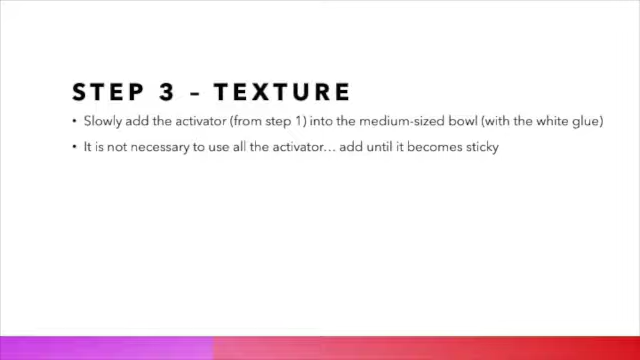 STEP 3 – TEXTURE
• Slowly add the activator (from step 1) into the medium-sized bowl (with the white glue)
• It is not necessary to use all the activator… add until it becomes sticky